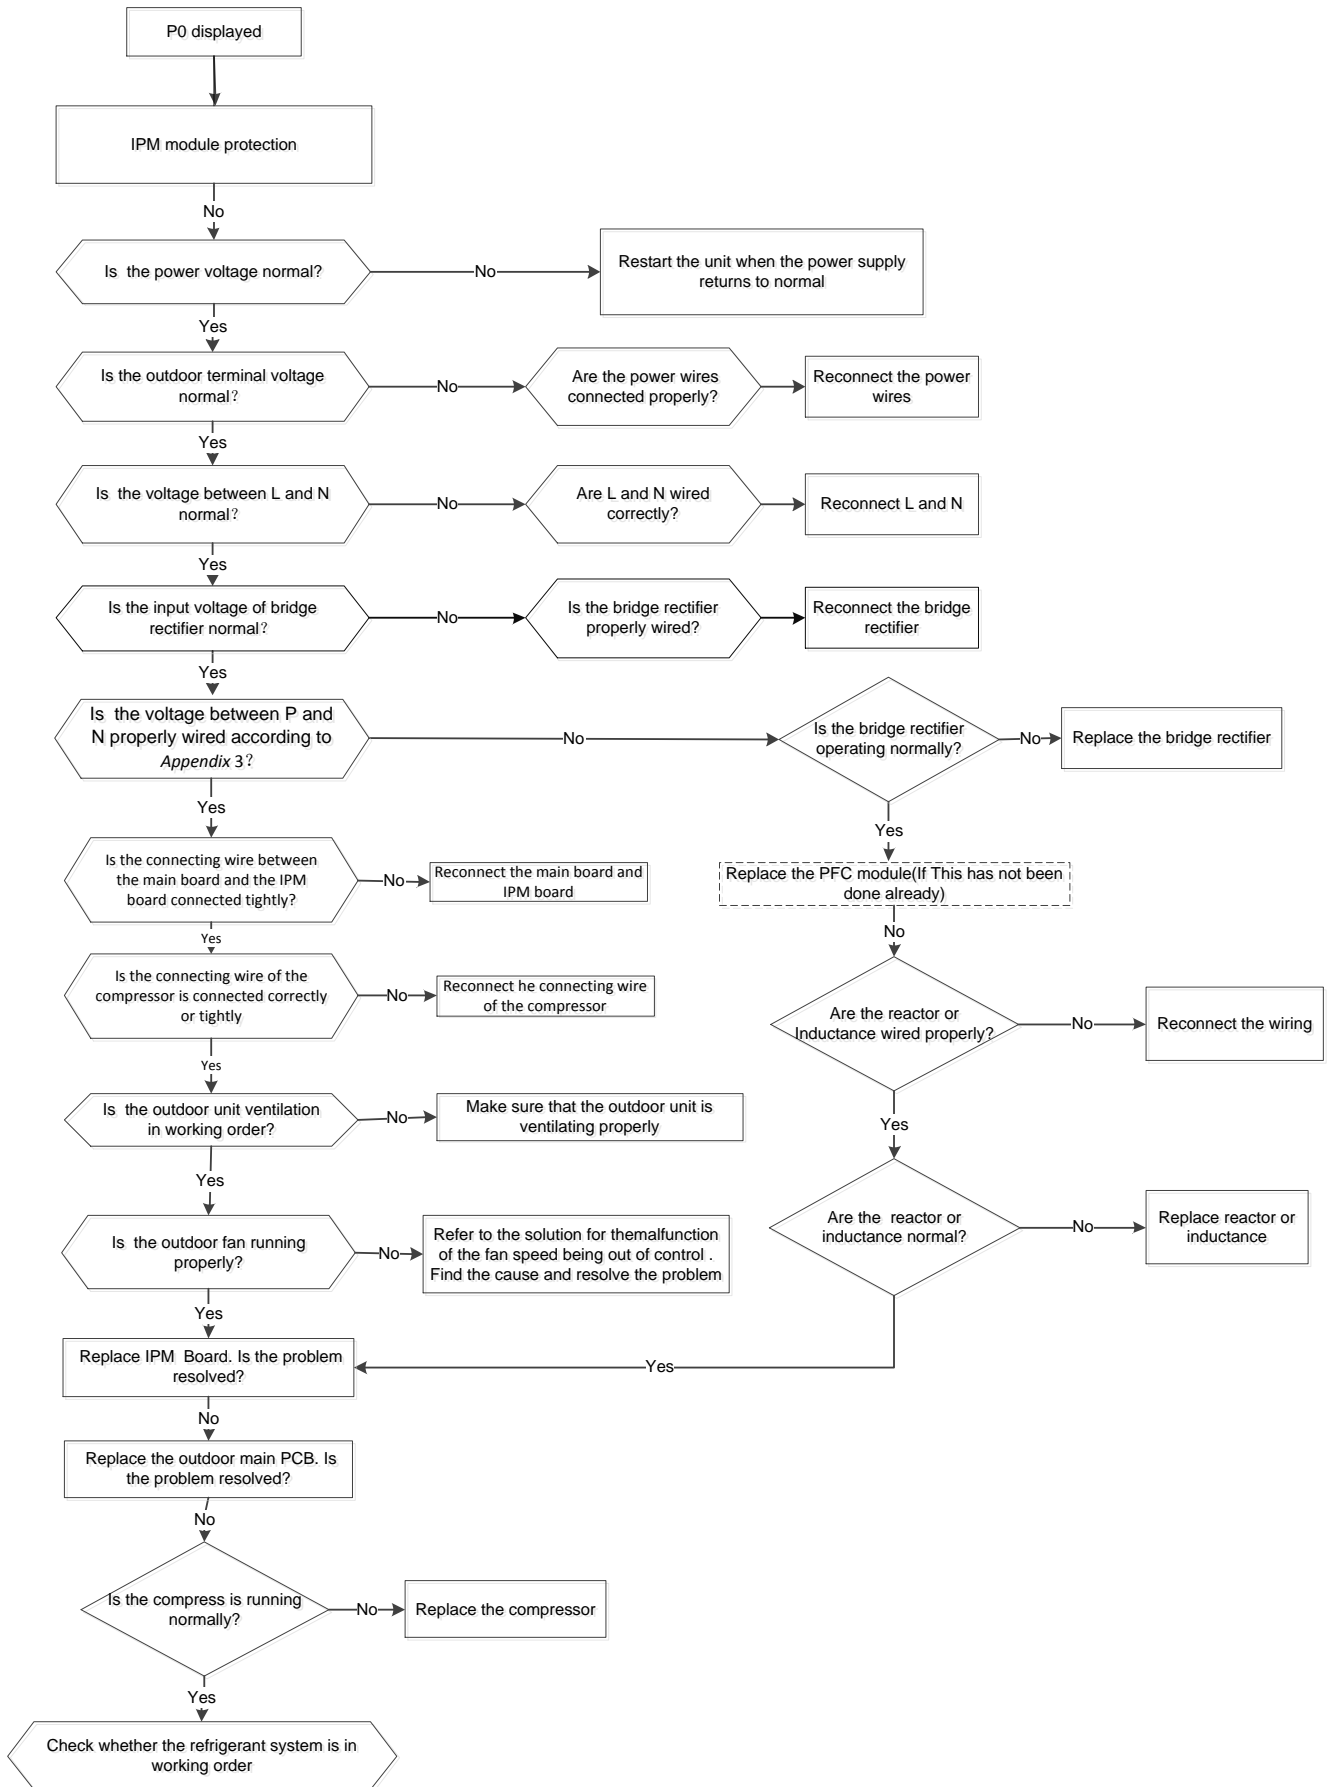 P0 displayed
IPM module protection
No
Is the power voltage normal?
No
Restart the unit when the power supply
returns to normal
Yes
Is the outdoor terminal voltage
normal?
No
Are the power wires
connected properly?
Reconnect the power
wires
Yes
Is the voltage between L and N
normal?
No
Are L and N wired
correctly?
Reconnect L and N
Yes
Is the input voltage of bridge
rectifier normal?
No
Is the bridge rectifier
properly wired?
Reconnect the bridge
rectifier
Yes
Is the voltage between P and
N properly wired according to
Appendix 3?
No
Is the bridge rectifier
operating normally?
No
Replace the bridge rectifier
Yes
Yes
Is the connecting wire between
the main board and the IPM
board connected tightly?
No
Reconnect the main board and
IPM board
Replace the PFC module(If This has not been
done already)
No
Yes
Is the connecting wire of the
compressor is connected correctly
or tightly
No
Reconnect he connecting wire
of the compressor
Are the reactor or
Inductance wired properly?
No
Reconnect the wiring
Yes
Is the outdoor unit ventilation
in working order?
No
Make sure that the outdoor unit is
ventilating properly
Yes
Yes
Is the outdoor fan running
properly?
No
Refer to the solution for themalfunction
of the fan speed being out of control .
Find the cause and resolve the problem
Are the reactor or
inductance normal?
No
Replace reactor or
inductance
Yes
Replace IPM Board. Is the problem
resolved?
Yes
No
Replace the outdoor main PCB. Is
the problem resolved?
No
Is the compress is running
normally?
No
Replace the compressor
Yes
Check whether the refrigerant system is in
working order